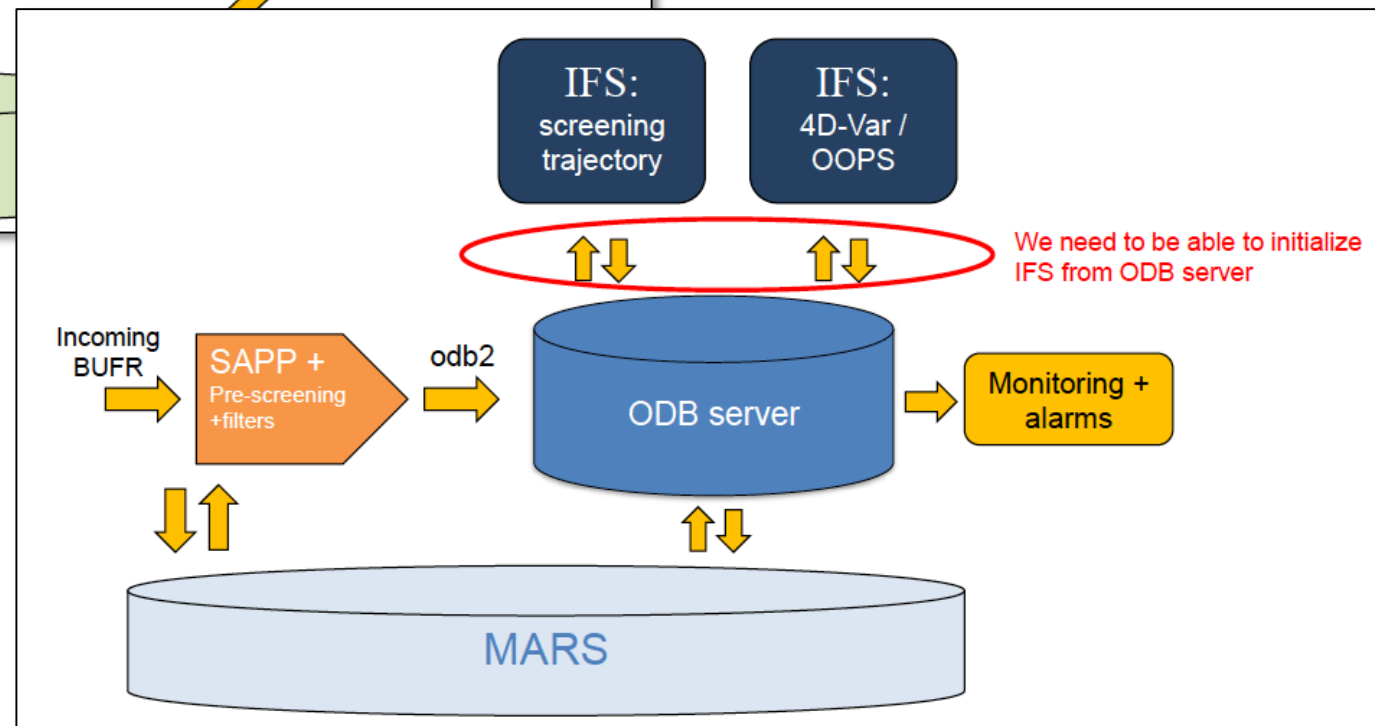 IFS:
screening
trajectory
IFS:
4D-Var /
OOPS
We need to be able to initialize
IFS from ODB server
Incoming
BUFR
SAPP +
Pre-screening
+filters
odb2
ODB server
Monitoring +
alarms
MARS